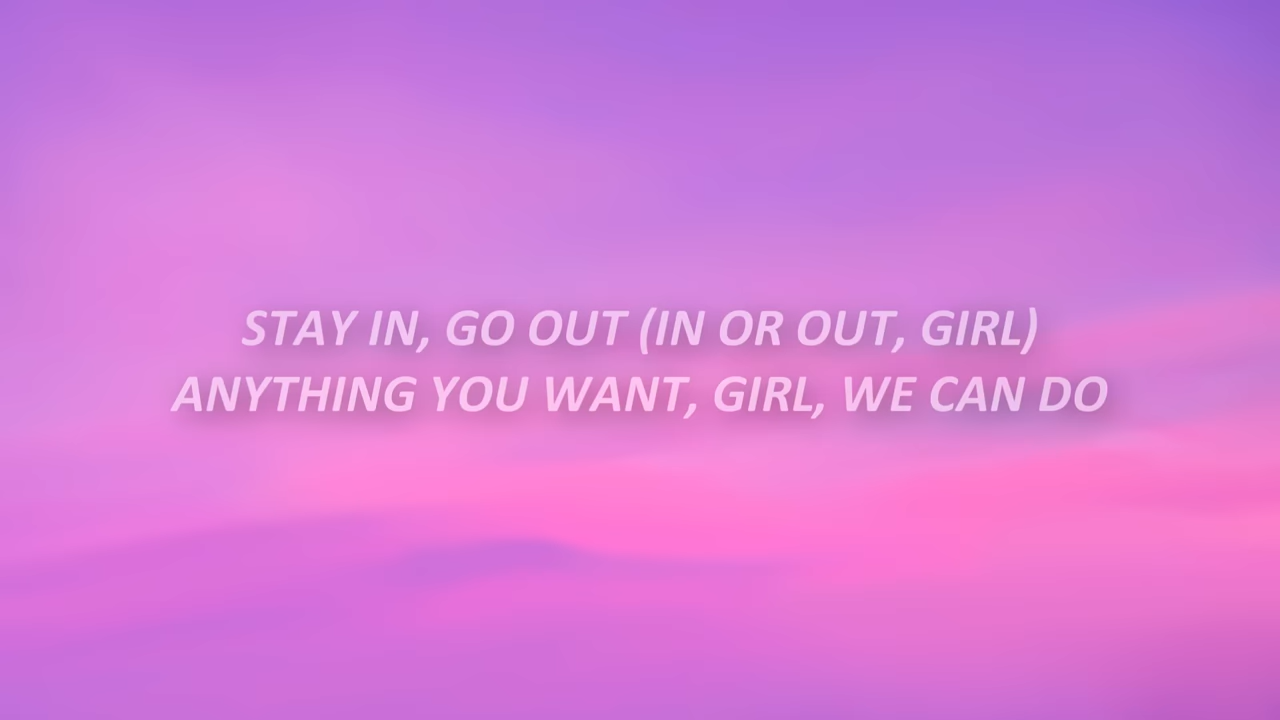 STAY IN, GO OUT (IN OR OUT, GIRL)
ANYTHING YOU WANT, GIRL, WE CAN DO